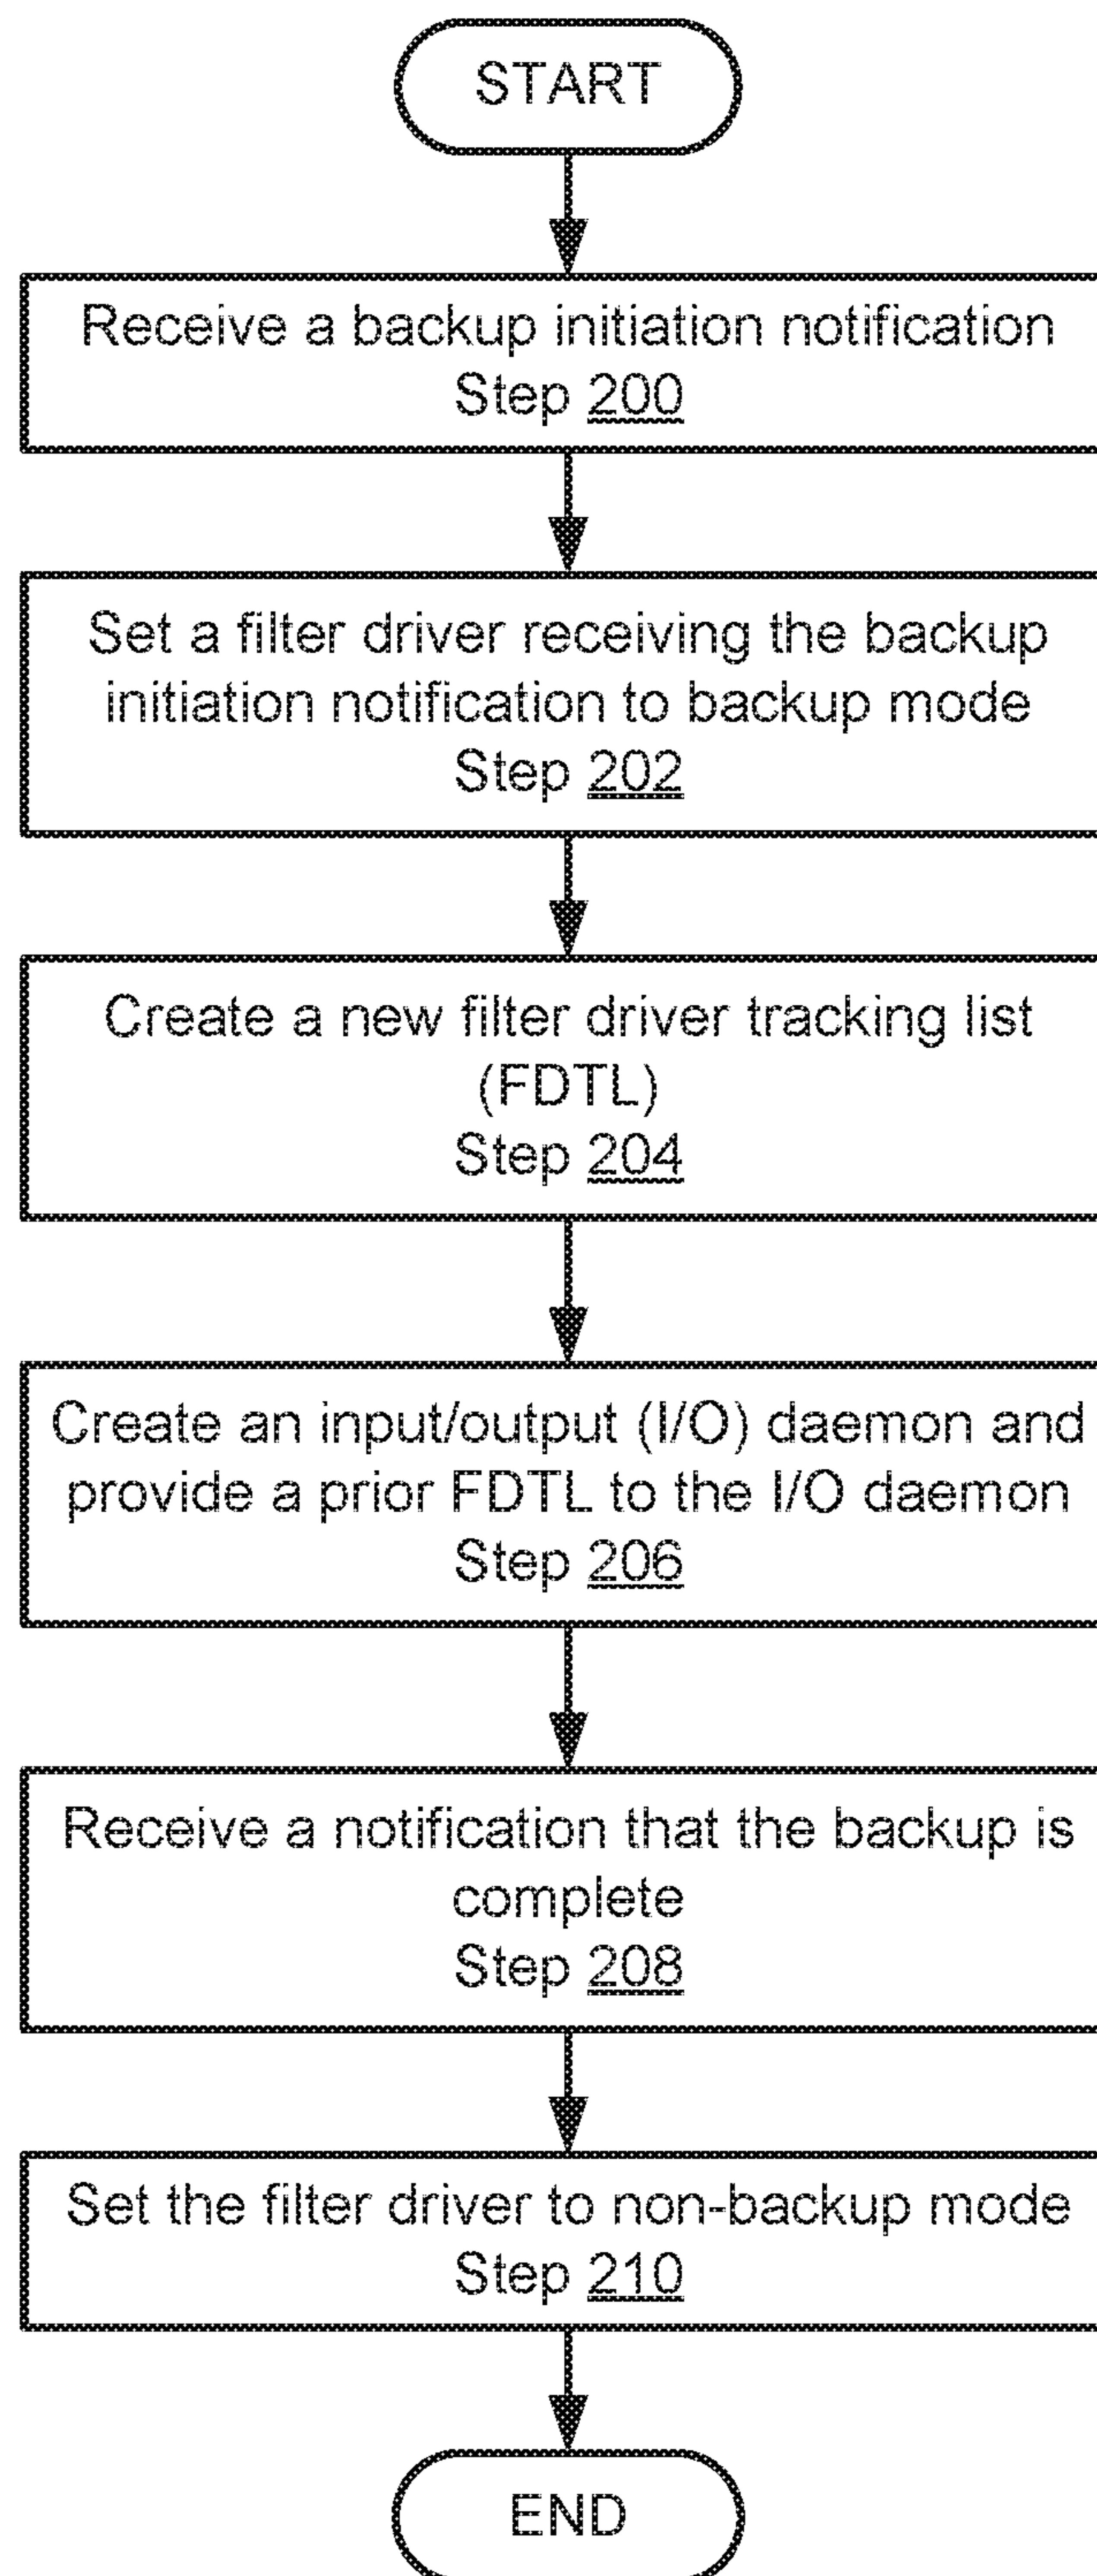 START
Receive a backup initiation notification
Step 200
Set a filter driver receiving the backup
initiation notification to backup mode
Step 202
Create a new filter driver tracking list
(FDTL)
Step 204
Create an input/output (I/O) daemon and
provide a prior FDTL to the I/O daemon
Step 206
Receive a notification that the backup is
complete
Step 208
Set the filter driver to non-backup mode
Step 210
END